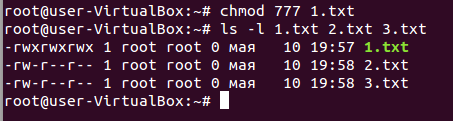 root@user-VirtualBox:~# chmod 777 1.txt
root@user-VirtualBox:~# ls -l 1.txt 2.txt 3.txt
-rwxrwxrwx 1 root root 0 мая   10 19:57 1.txt
-rw-r--r-- 1 root root 0 мая   10 19:58 2.txt
-rw-r--r-- 1 root root 0 мая   10 19:58 3.txt
root@user-VirtualBox:~#